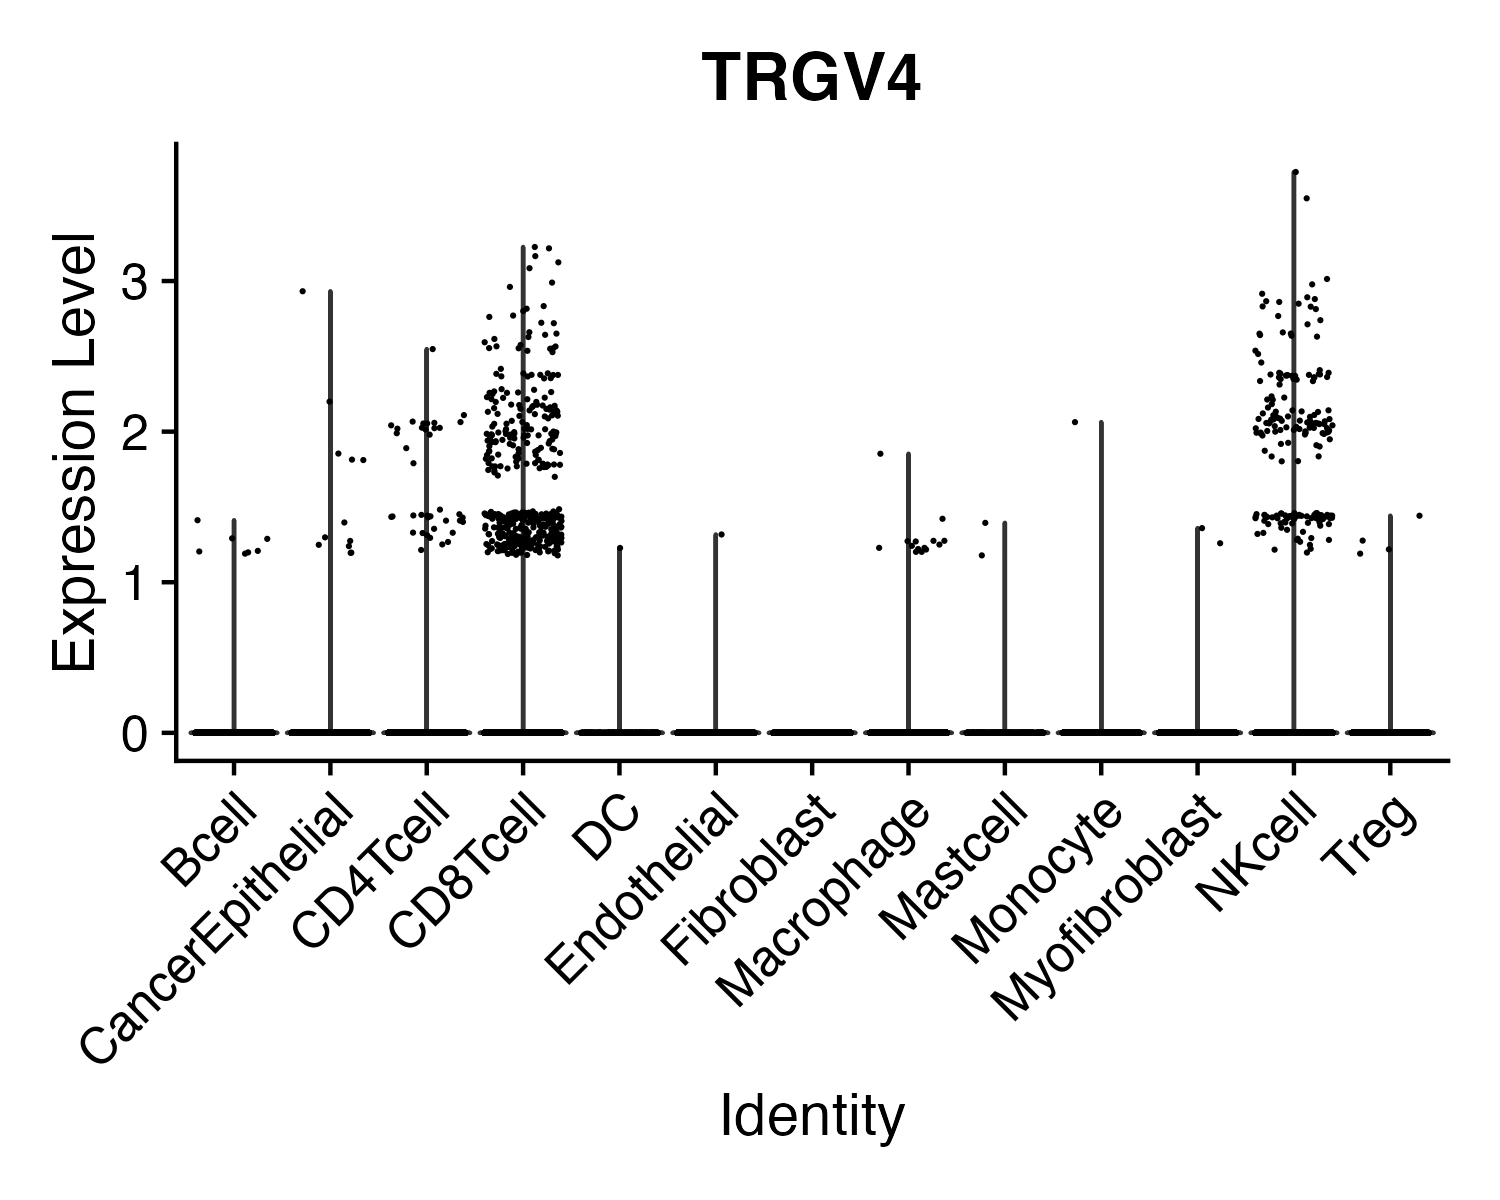 TRGV4
Expression Level
3
2
1
0
Bcell
CancerEpithelial
CD4Tcell
CD8Tcell
DC
Endothelial
Fibroblast
Macrophage
Mastcell
Monocyte
Myofibroblast
NKcell
Treg
Identity